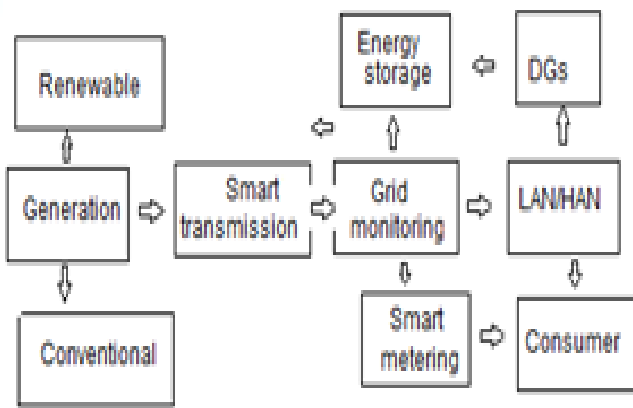 Energy
storage
DGs
Renewable
Generation
Smart
transmission
Grid
monitoring
LAN/HAN
Smart
metering
Consumer
Conventional